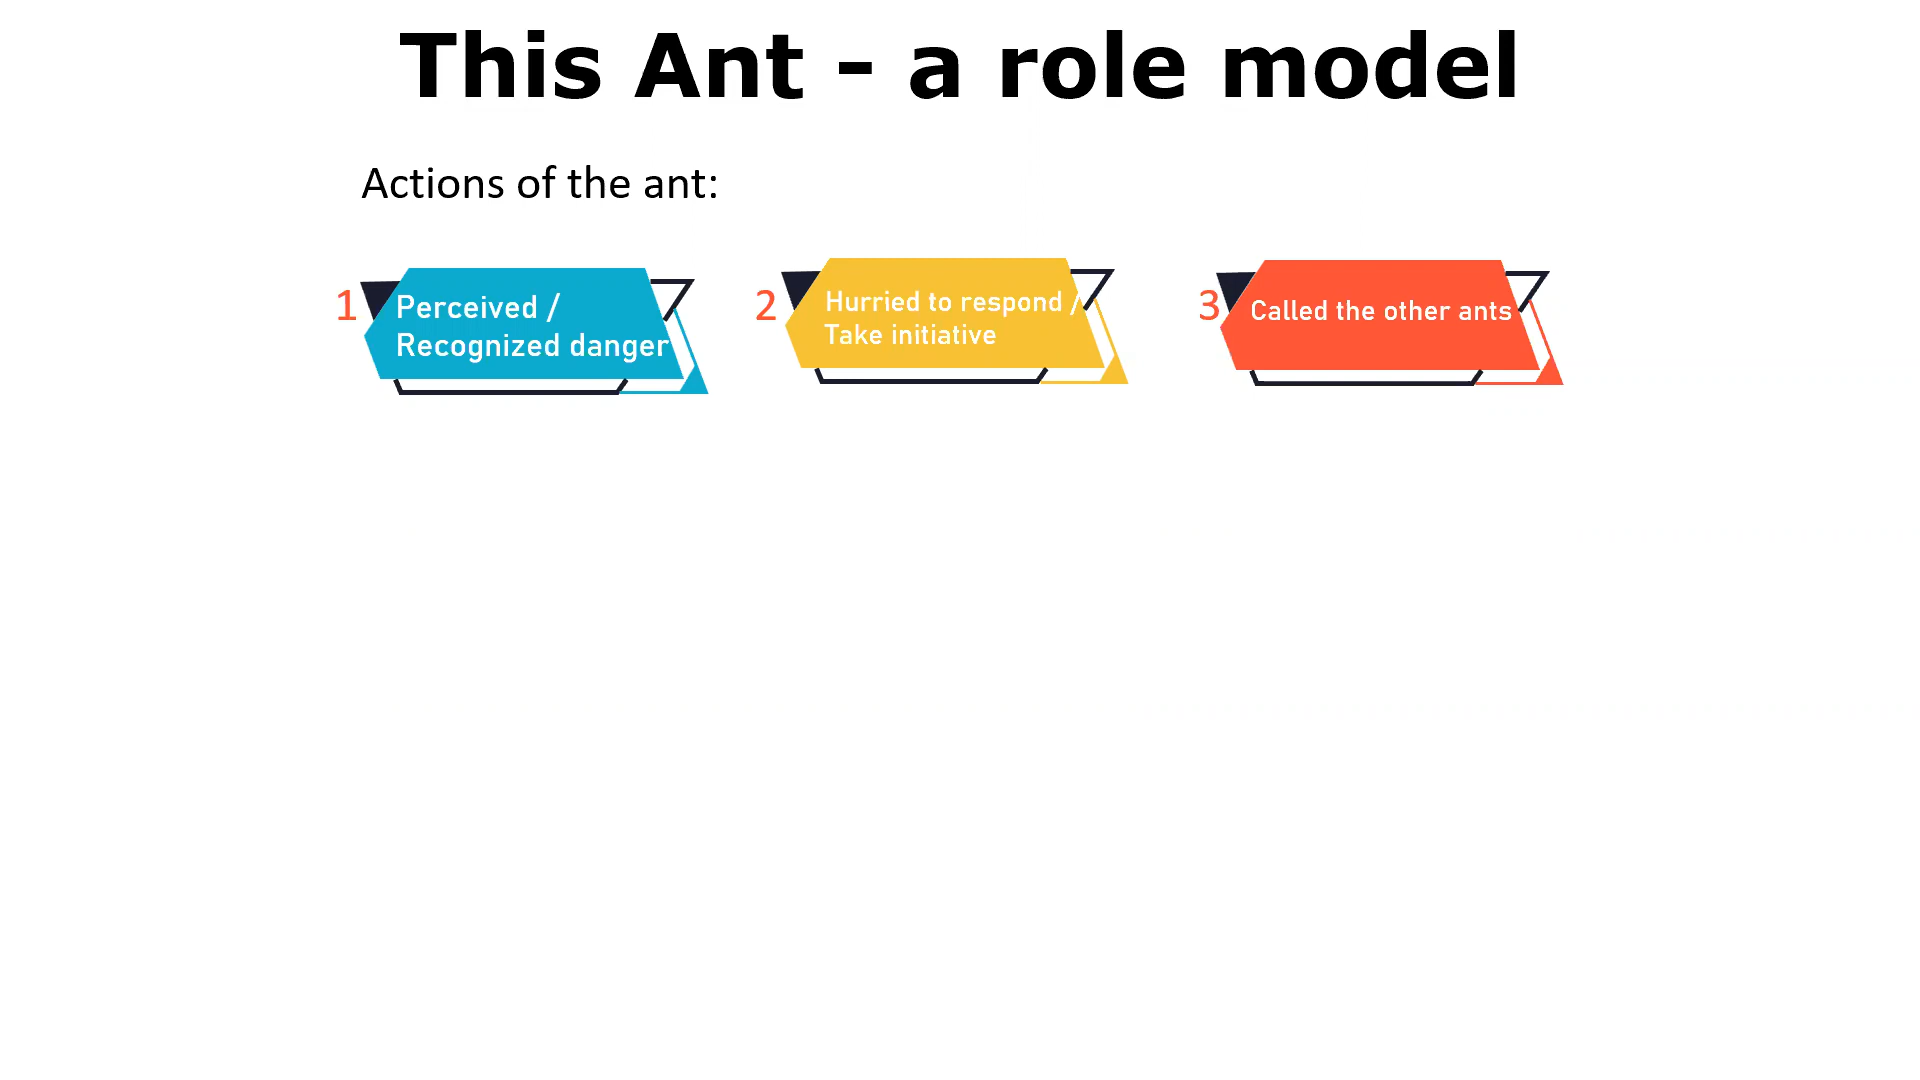 This Ant - a role model
Actions of the ant:
1
Perceived /
Recognized danger
2
Hurried to respond /
Take initiative
3
Called the other ants